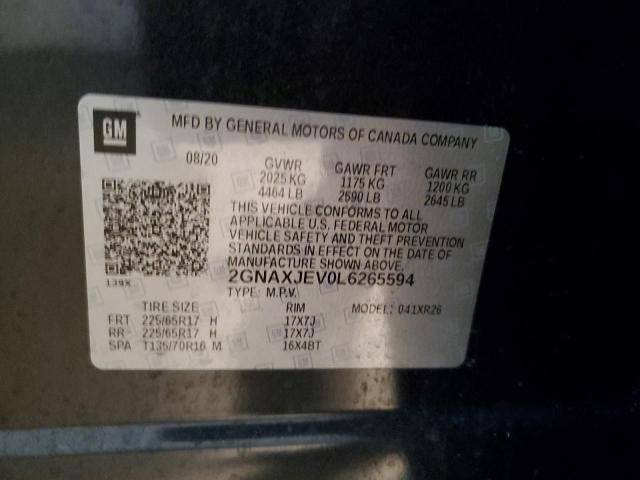 GM
MFD BY GENERAL MOTORS OF CANADA COMPANY
08/20 GVWR GAWR FRT GAWR RR
2025 KG 1175 KG 1200 KG
4464 LB 2590 LB 2645 LB
THIS VEHICLE CONFORMS TO ALL
APPLICABLE U.S. FEDERAL MOTOR
VEHICLE SAFETY AND THEFT PREVENTION
STANDARDS IN EFFECT ON THE DATE OF
MANUFACTURE SHOWN ABOVE.
139X 2GNAXJEV0L6265594
TYPE: M.P.V.
TIRE SIZE RIM MODEL: 041XR26
FRT 225/65R17 H 17X7J
RR- 225/65R17 H 17X7J
SPA T135/70R16 M 16X4BT